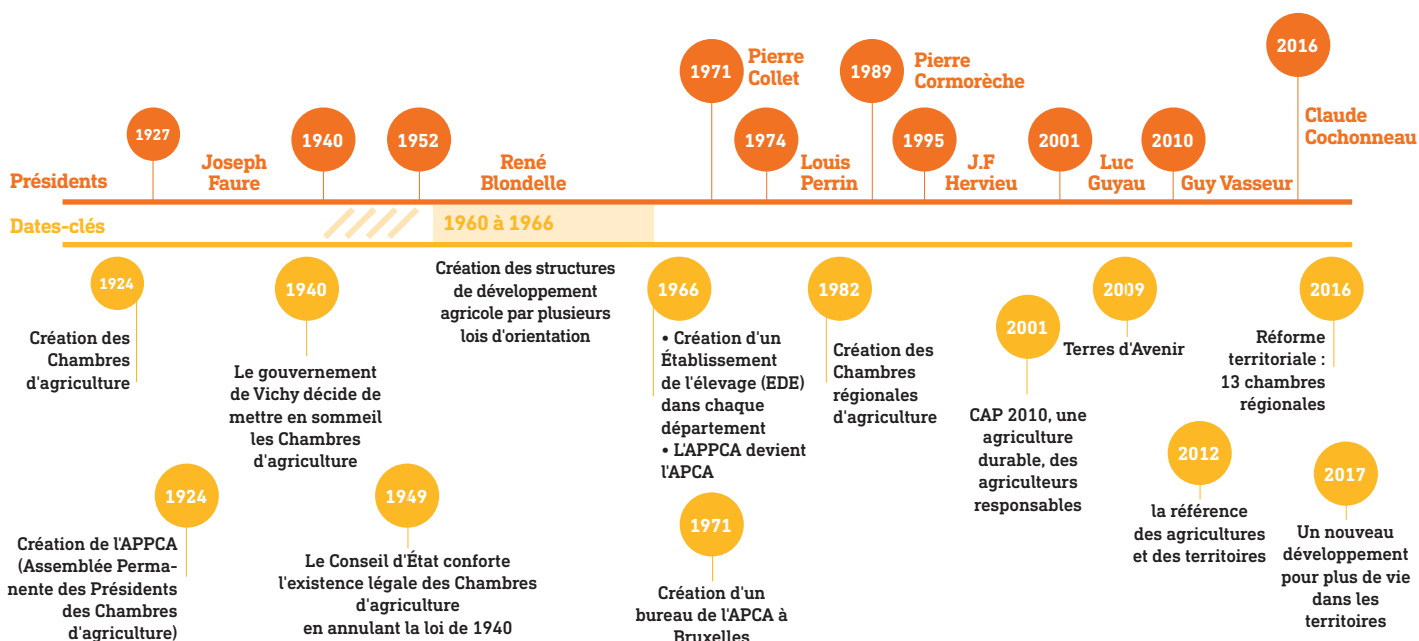 1927
1940
1952
1971
1974
1989
1995
2001
2010
2016
Présidents
Joseph
Faure
René
Blondelle
Pierre
Collet
Louis
Perrin
Pierre
Cormorèche
J.F
Hervieu
Luc
Guyau
Guy Vasseur
Claude
Cochonneau
Dates-clés
1960 à 1966
Création des structures
de développement
agricole par plusieurs
lois d'orientation
1924
Création des
Chambres
d'agriculture
1924
Création de l'APPCA
(Assemblée Perma-
nente des Présidents
des Chambres
d'agriculture)
1940
Le gouvernement
de Vichy décide de
mettre en sommeil
les Chambres
d'agriculture
1949
Le Conseil d'État conforte
l'existence légale des Chambres
d'agriculture
en annulant la loi de 1940
1966
• Création d'un
Établissement
de l'élevage (EDE)
dans chaque
département
• L'APPCA devient
l'APCA
1971
Création d'un
bureau de l'APCA à
Bruxelles
1982
Création des
Chambres
régionales
d'agriculture
2001
CAP 2010, une
agriculture
durable, des
agriculteurs
responsables
2009
Terres d'Avenir
2012
la référence
des agricultures
et des territoires
2016
Réforme
territoriale :
13 chambres
régionales
2017
Un nouveau
développement
pour plus de vie
dans les
territoires